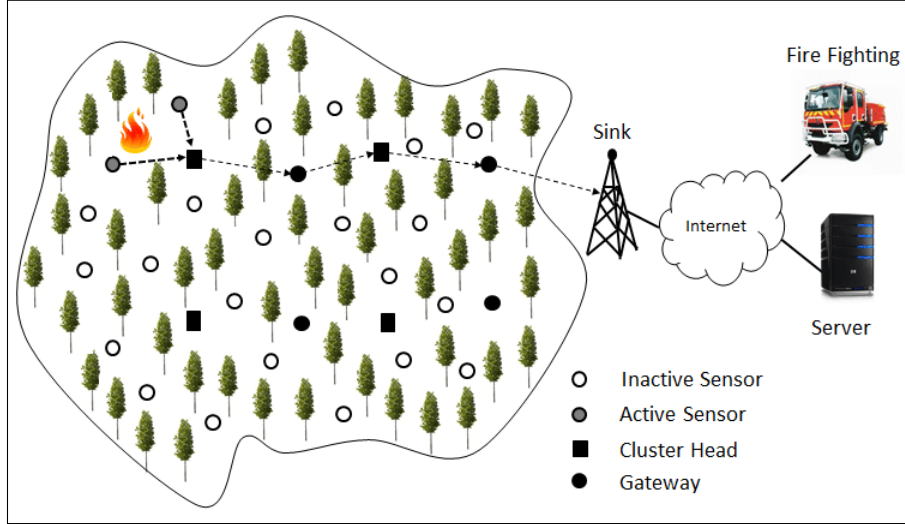 Fire Fighting
Sink
Internet
Server
Inactive Sensor
Active Sensor
Cluster Head
Gateway